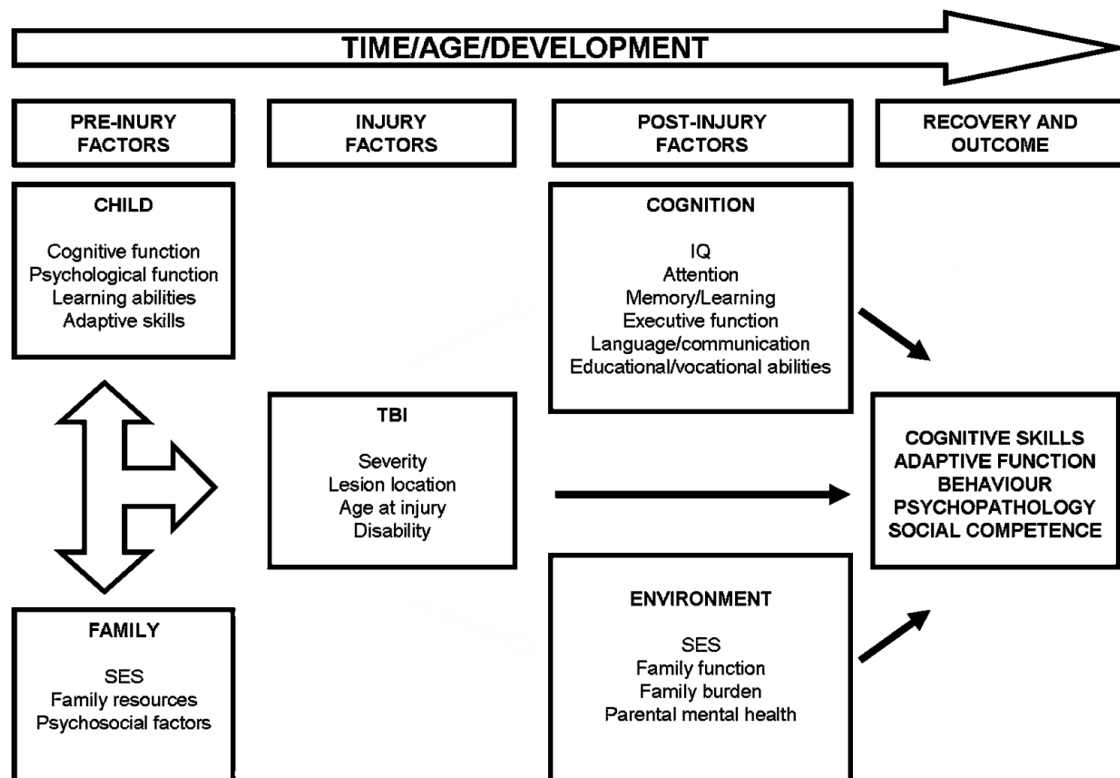 TIME/AGE/DEVELOPMENT
PRE-INURY
FACTORS
INJURY
FACTORS
POST-INJURY
FACTORS
RECOVERY AND
OUTCOME
CHILD
Cognitive function
Psychological function
Learning abilities
Adaptive skills
FAMILY
SES
Family resources
Psychosocial factors
TBI
Severity
Lesion location
Age at injury
Disability
COGNITION
IQ
Attention
Memory/Learning
Executive function
Language/communication
Educational/vocational abilities
ENVIRONMENT
SES
Family function
Family burden
Parental mental health
COGNITIVE SKILLS
ADAPTIVE FUNCTION
BEHAVIOUR
PSYCHOPATHOLOGY
SOCIAL COMPETENCE